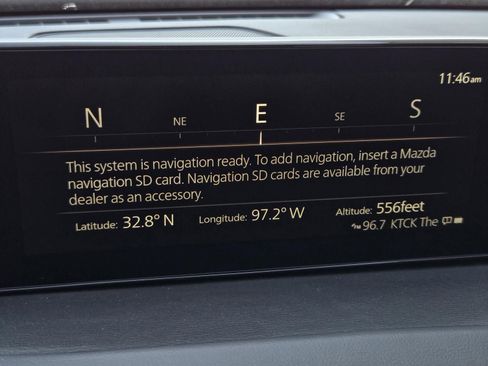 11:46am
N NE E SE S
This system is navigation ready. To add navigation, insert a Mazda
navigation SD card. Navigation SD cards are available from your
dealer as an accessory.
Latitude: 32.8° N Longitude: 97.2° W Altitude: 556feet
96.7 KTCK The